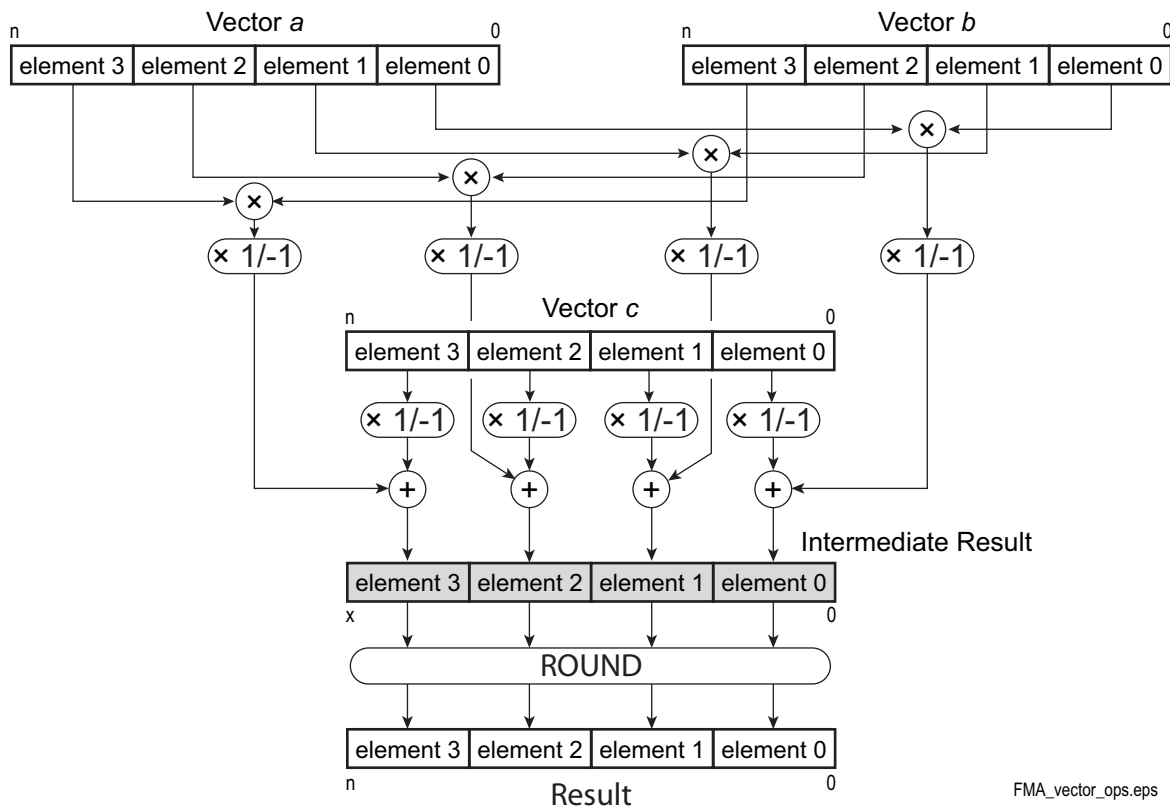 Vector a
Vector b
n 0 n 0
element 3 element 2 element 1 element 0 element 3 element 2 element 1 element 0
×
×
×
×
× 1/-1 × 1/-1 × 1/-1 × 1/-1
Vector c
n 0
element 3 element 2 element 1 element 0
× 1/-1 × 1/-1 × 1/-1 × 1/-1
+ + + +
Intermediate Result
element 3 element 2 element 1 element 0
x 0
ROUND
element 3 element 2 element 1 element 0
n 0
Result
FMA_vector_ops.eps